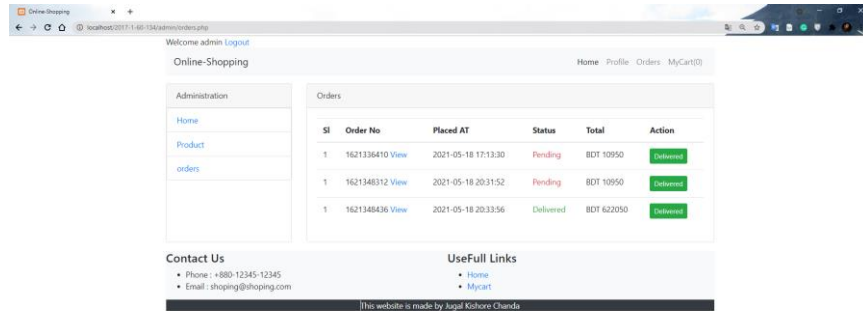 Online-Shopping
localhost/2017-1-60-154/admin/orders.php
Welcome admin Logout
Online-Shopping
Home Profile Orders MyCart(0)
Administration
Home
Product
orders
Orders
Sl Order No Placed AT Status Total Action
1 1621336410 View 2021-05-18 17:13:30 Pending BDT 10950 Delivered
1 1621348312 View 2021-05-18 20:31:52 Pending BDT 10950 Delivered
1 1621348436 View 2021-05-18 20:33:56 Delivered BDT 622050 Delivered
Contact Us
• Phone : +880-12345-12345
• Email : shoping@shoping.com
UseFull Links
• Home
• Mycart
This website is made by Jugal Kishore Chanda